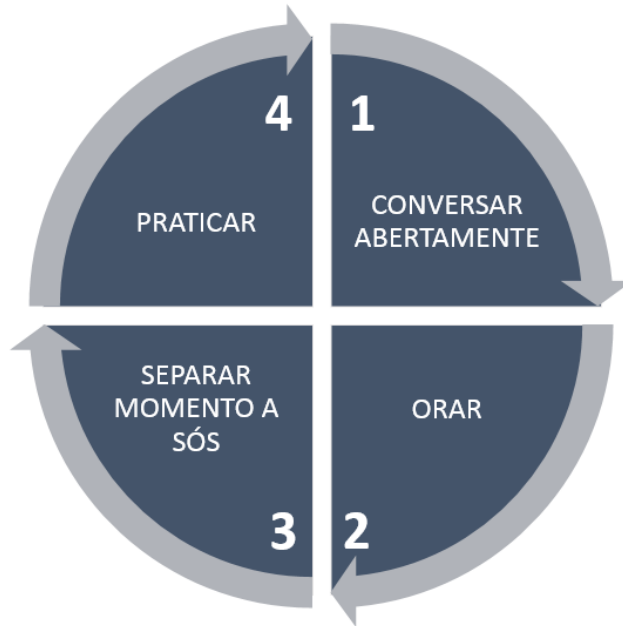 1
CONVERSAR
ABERTAMENTE
2
ORAR
3
SEPARAR
MOMENTO A
SÓS
4
PRATICAR